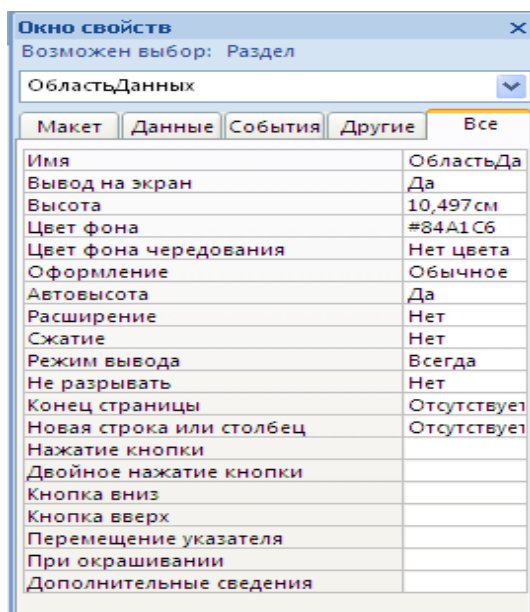 Окно свойств
Возможен выбор: Раздел
ОбластьДанных
Макет Данные События Другие Все
Имя ОбластьДа
Вывод на экран Да
Высота 10,497см
Цвет фона #84A1C6
Цвет фона чередования Нет цвета
Оформление Обычное
Автовысота Да
Расширение Нет
Сжатие Нет
Режим вывода Всегда
Не разрывать Нет
Конец страницы Отсутствует
Новая строка или столбец Отсутствует
Нажатие кнопки
Двойное нажатие кнопки
Кнопка вниз
Кнопка вверх
Перемещение указателя
При окрашивании
Дополнительные сведения